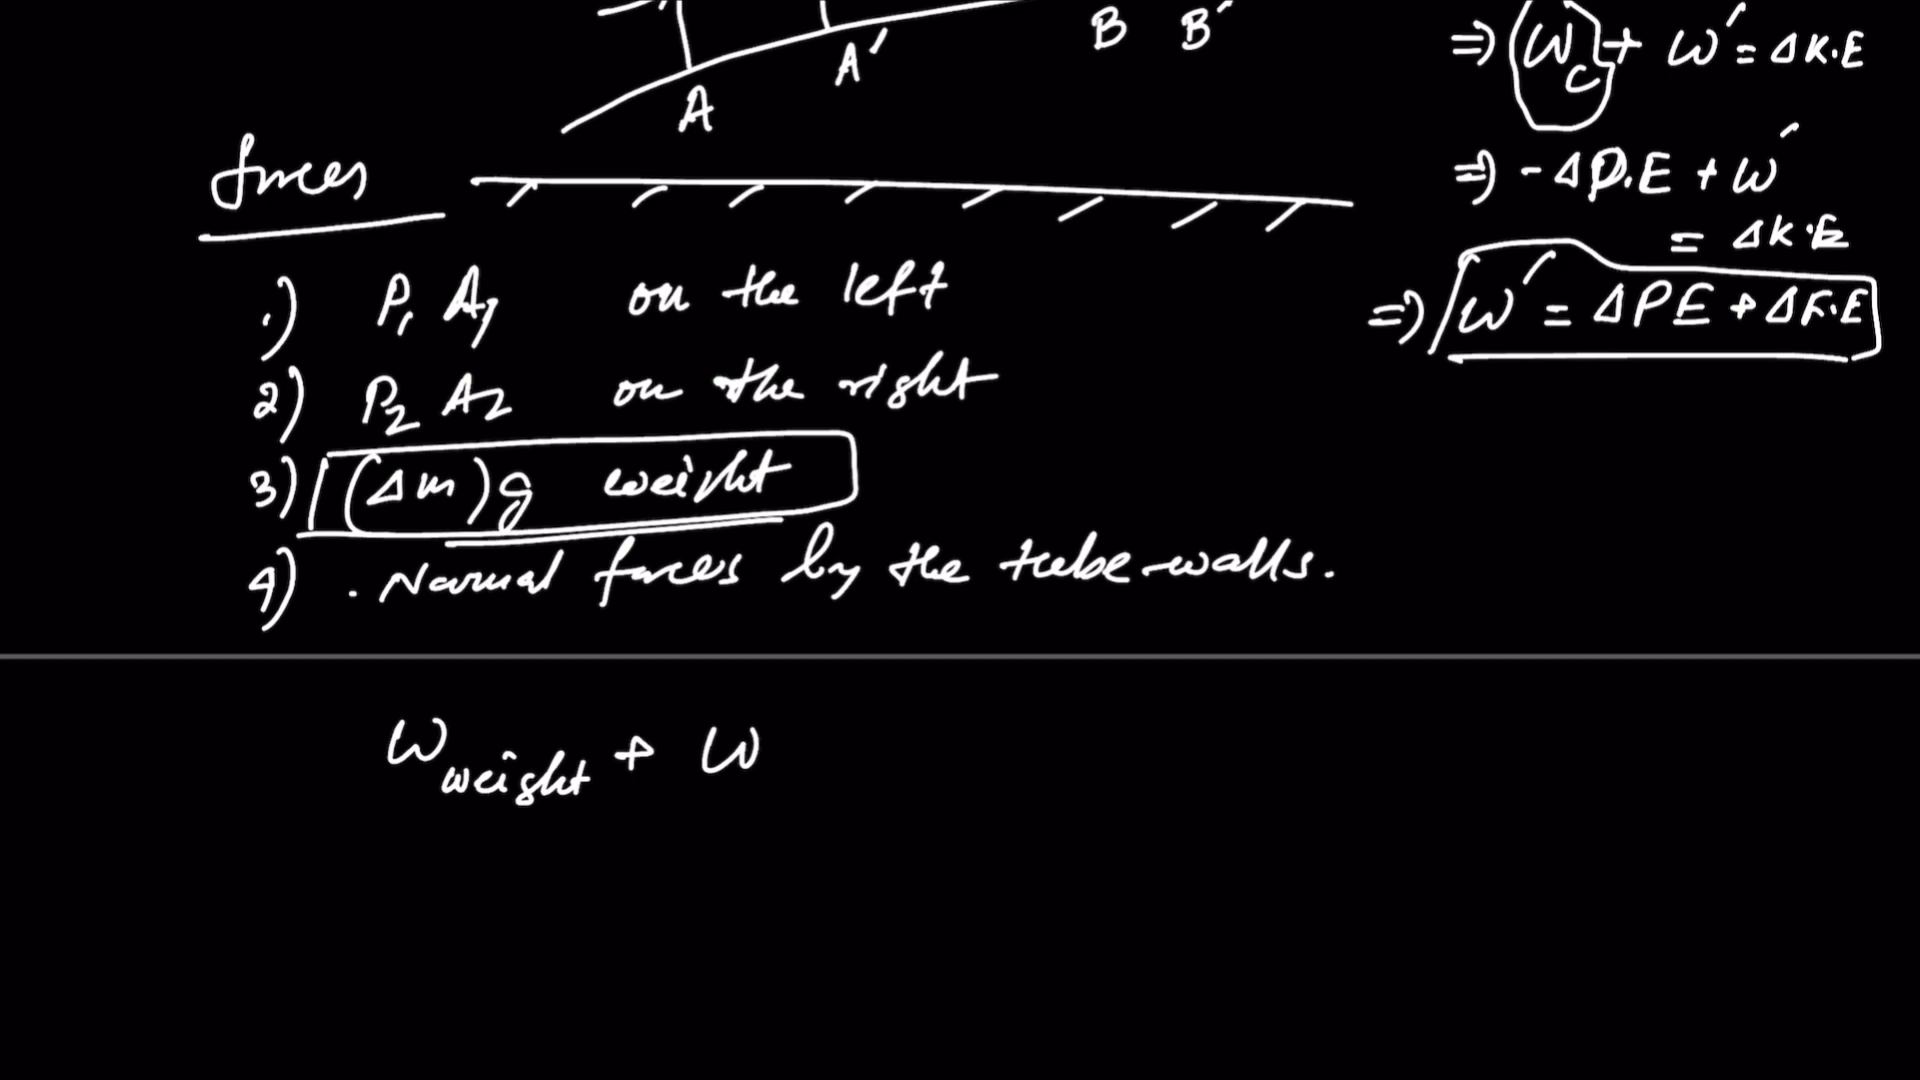 B B'
A'
A
⇒ W_C + W' = ΔK.E
⇒ -ΔP.E + W'
= ΔK.E
⇒ W' = ΔPE + ΔK.E
forces
1.) P₁ A₁ on the left
2) P₂ A₂ on the right
3) (Δm)g weight
4) . Normal forces by the tube walls.
W_weight + W